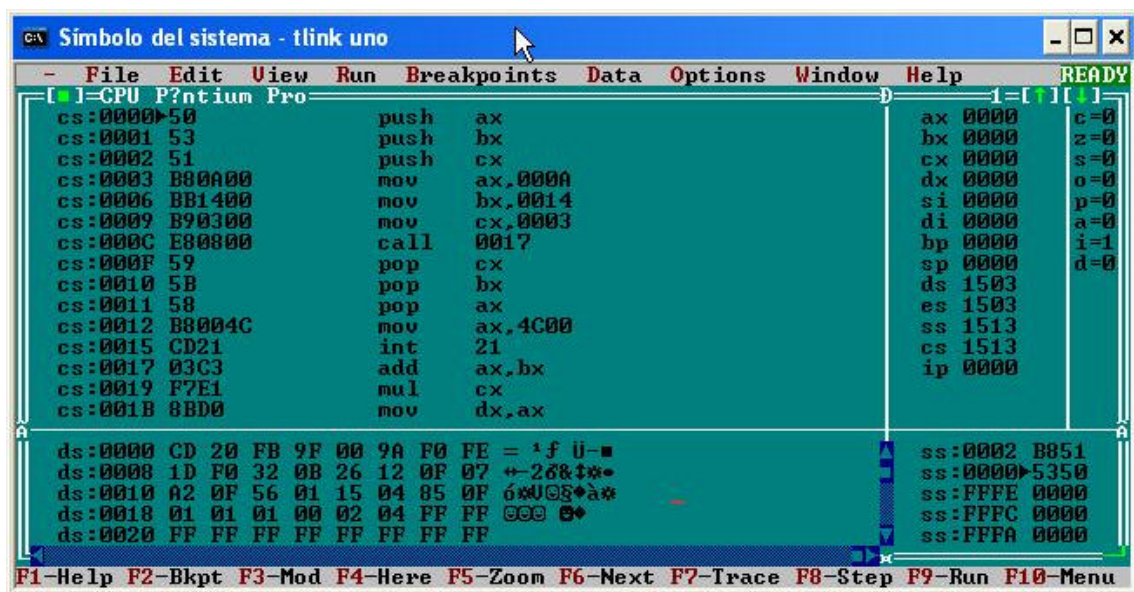 Símbolo del sistema - tlink uno
- File Edit View Run Breakpoints Data Options Window Help READY
[■]=CPU P?ntium Pro 1=[↑][↓]
cs:0000►50 push ax ax 0000 c=0
cs:0001 53 push bx bx 0000 z=0
cs:0002 51 push cx cx 0000 s=0
cs:0003 B80A00 mov ax,000A dx 0000 o=0
cs:0006 BB1400 mov bx,0014 si 0000 p=0
cs:0009 B90300 mov cx,0003 di 0000 a=0
cs:000C E80800 call 0017 bp 0000 i=1
cs:000F 59 pop cx sp 0000 d=0
cs:0010 5B pop bx ds 1503
cs:0011 58 pop ax es 1503
cs:0012 B8004C mov ax,4C00 ss 1513
cs:0015 CD21 int 21 cs 1513
cs:0017 03C3 add ax,bx ip 0000
cs:0019 F7E1 mul cx
cs:001B 8BD0 mov dx,ax
ds:0000 CD 20 FB 9F 00 9A F0 FE = ¹ƒ Ü-■ ss:0002 B851
ds:0008 1D F0 32 0B 26 12 0F 07 ↔-2♂&↕☼• ss:0000►5350
ds:0010 A2 0F 56 01 15 04 85 0F ó☼V☺§♦à☼ ss:FFFE 0000
ds:0018 01 01 01 00 02 04 FF FF ☺☺☺ ☻♦ ss:FFFC 0000
ds:0020 FF FF FF FF FF FF FF FF ss:FFFA 0000
F1-Help F2-Bkpt F3-Mod F4-Here F5-Zoom F6-Next F7-Trace F8-Step F9-Run F10-Menu